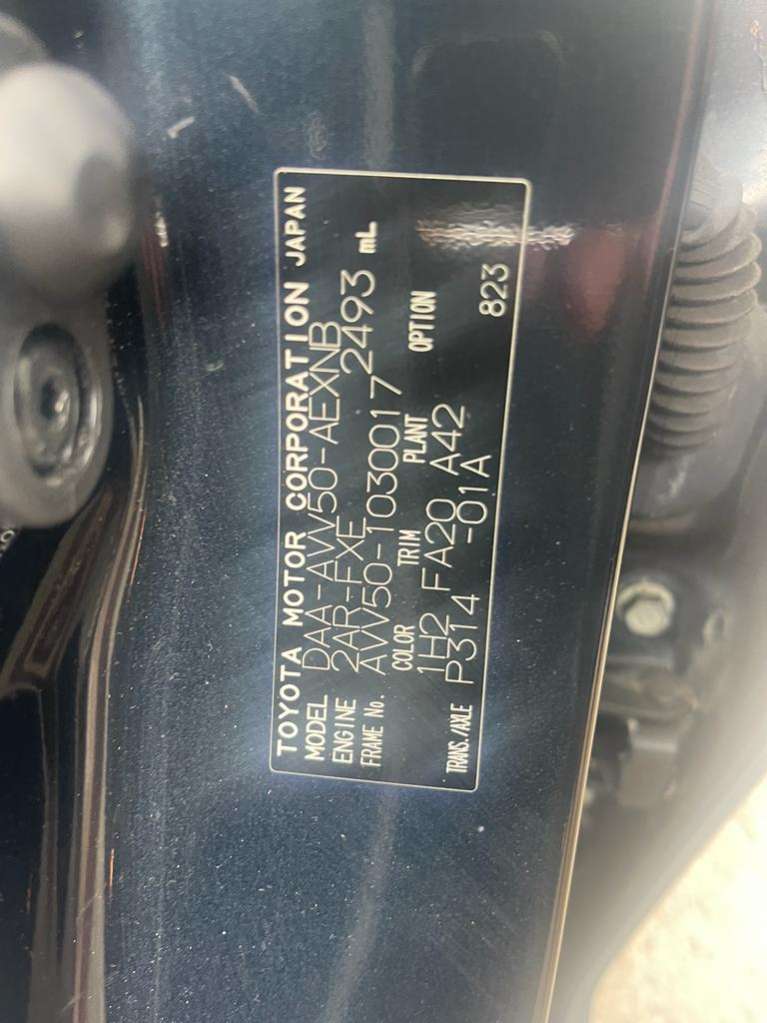 TOYOTA MOTOR CORPORATION JAPAN
MODEL DAA-AVV50-AEXNB
ENGINE 2AR-FXE 2493 mL
FRAME No. AVV50-1030017
COLOR TRIM PLANT OPTION
1H2 FA20 A42
TRANS./AXLE P314 -01A 823